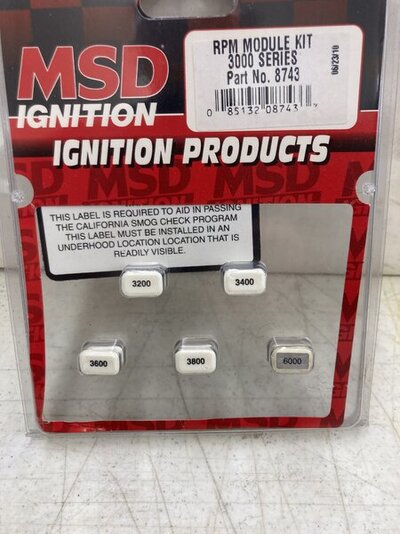 MSD
IGNITION
RPM MODULE KIT
3000 SERIES
Part No. 8743
0 85132 08743
06/23/10
IGNITION PRODUCTS
THIS LABEL IS REQUIRED TO AID IN PASSING
THE CALIFORNIA SMOG CHECK PROGRAM
THIS LABEL MUST BE INSTALLED IN AN
UNDERHOOD LOCATION LOCATION THAT IS
READILY VISIBLE.
3200
3400
3600
3800
6000